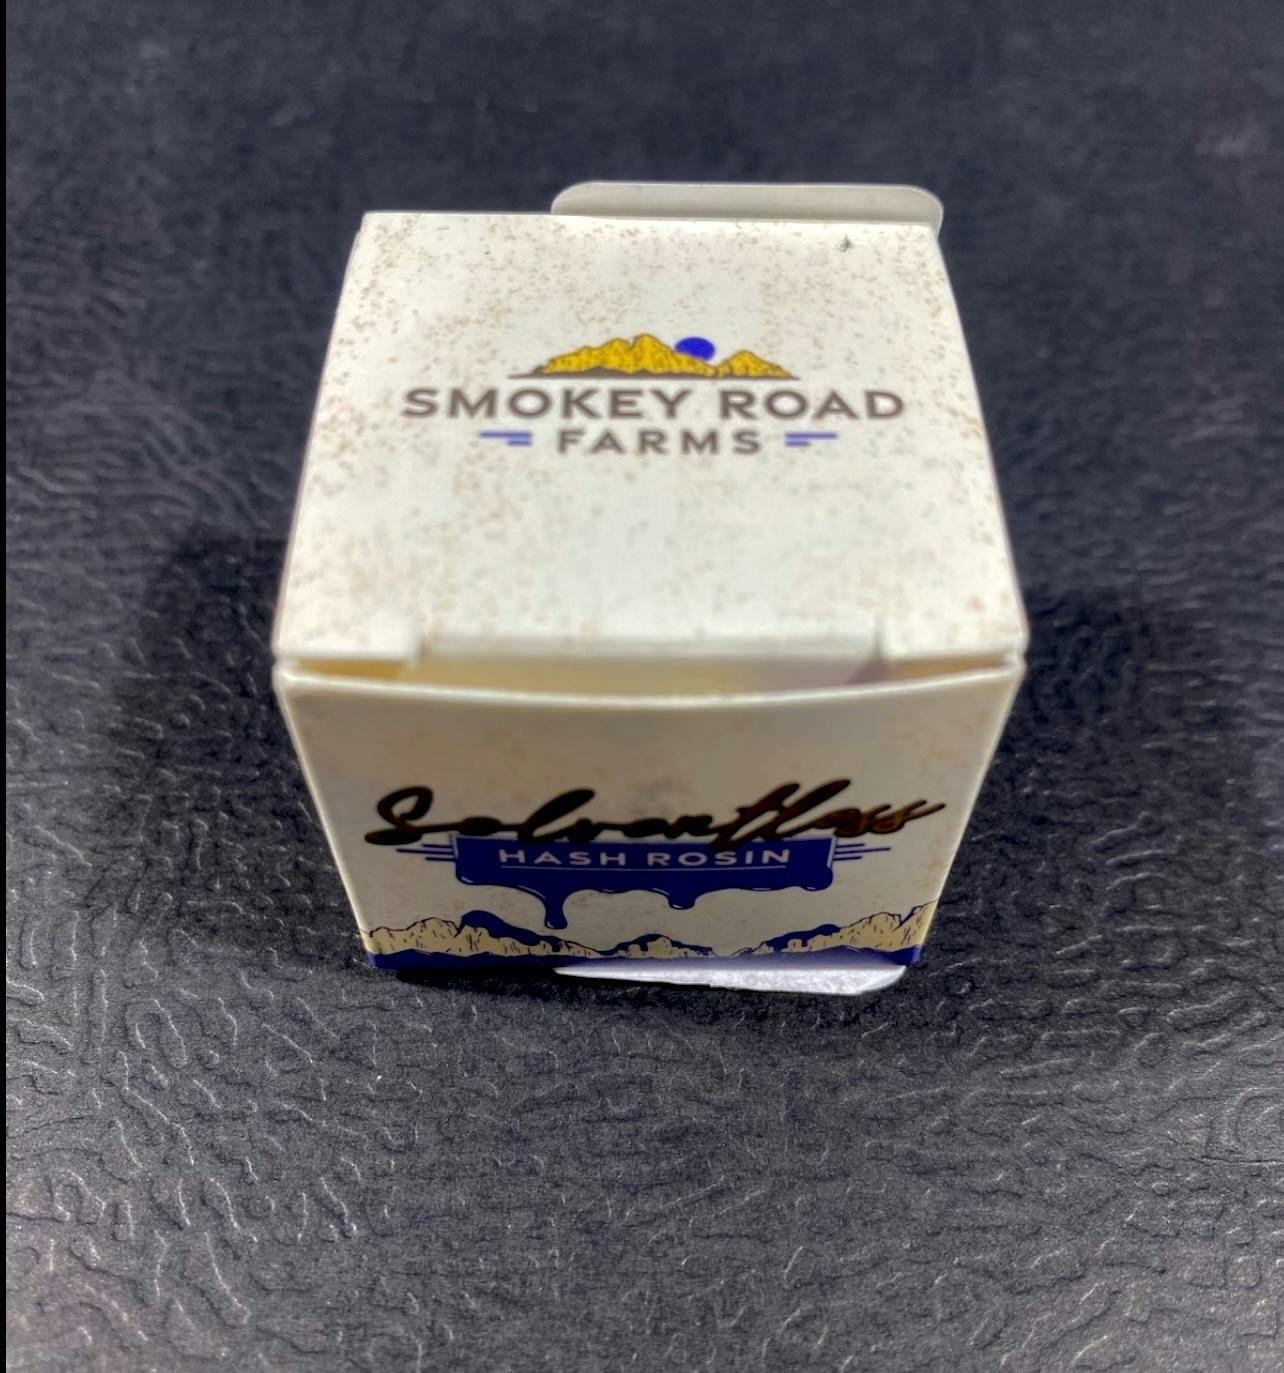 SMOKEY ROAD
FARMS
Solventless
HASH ROSIN